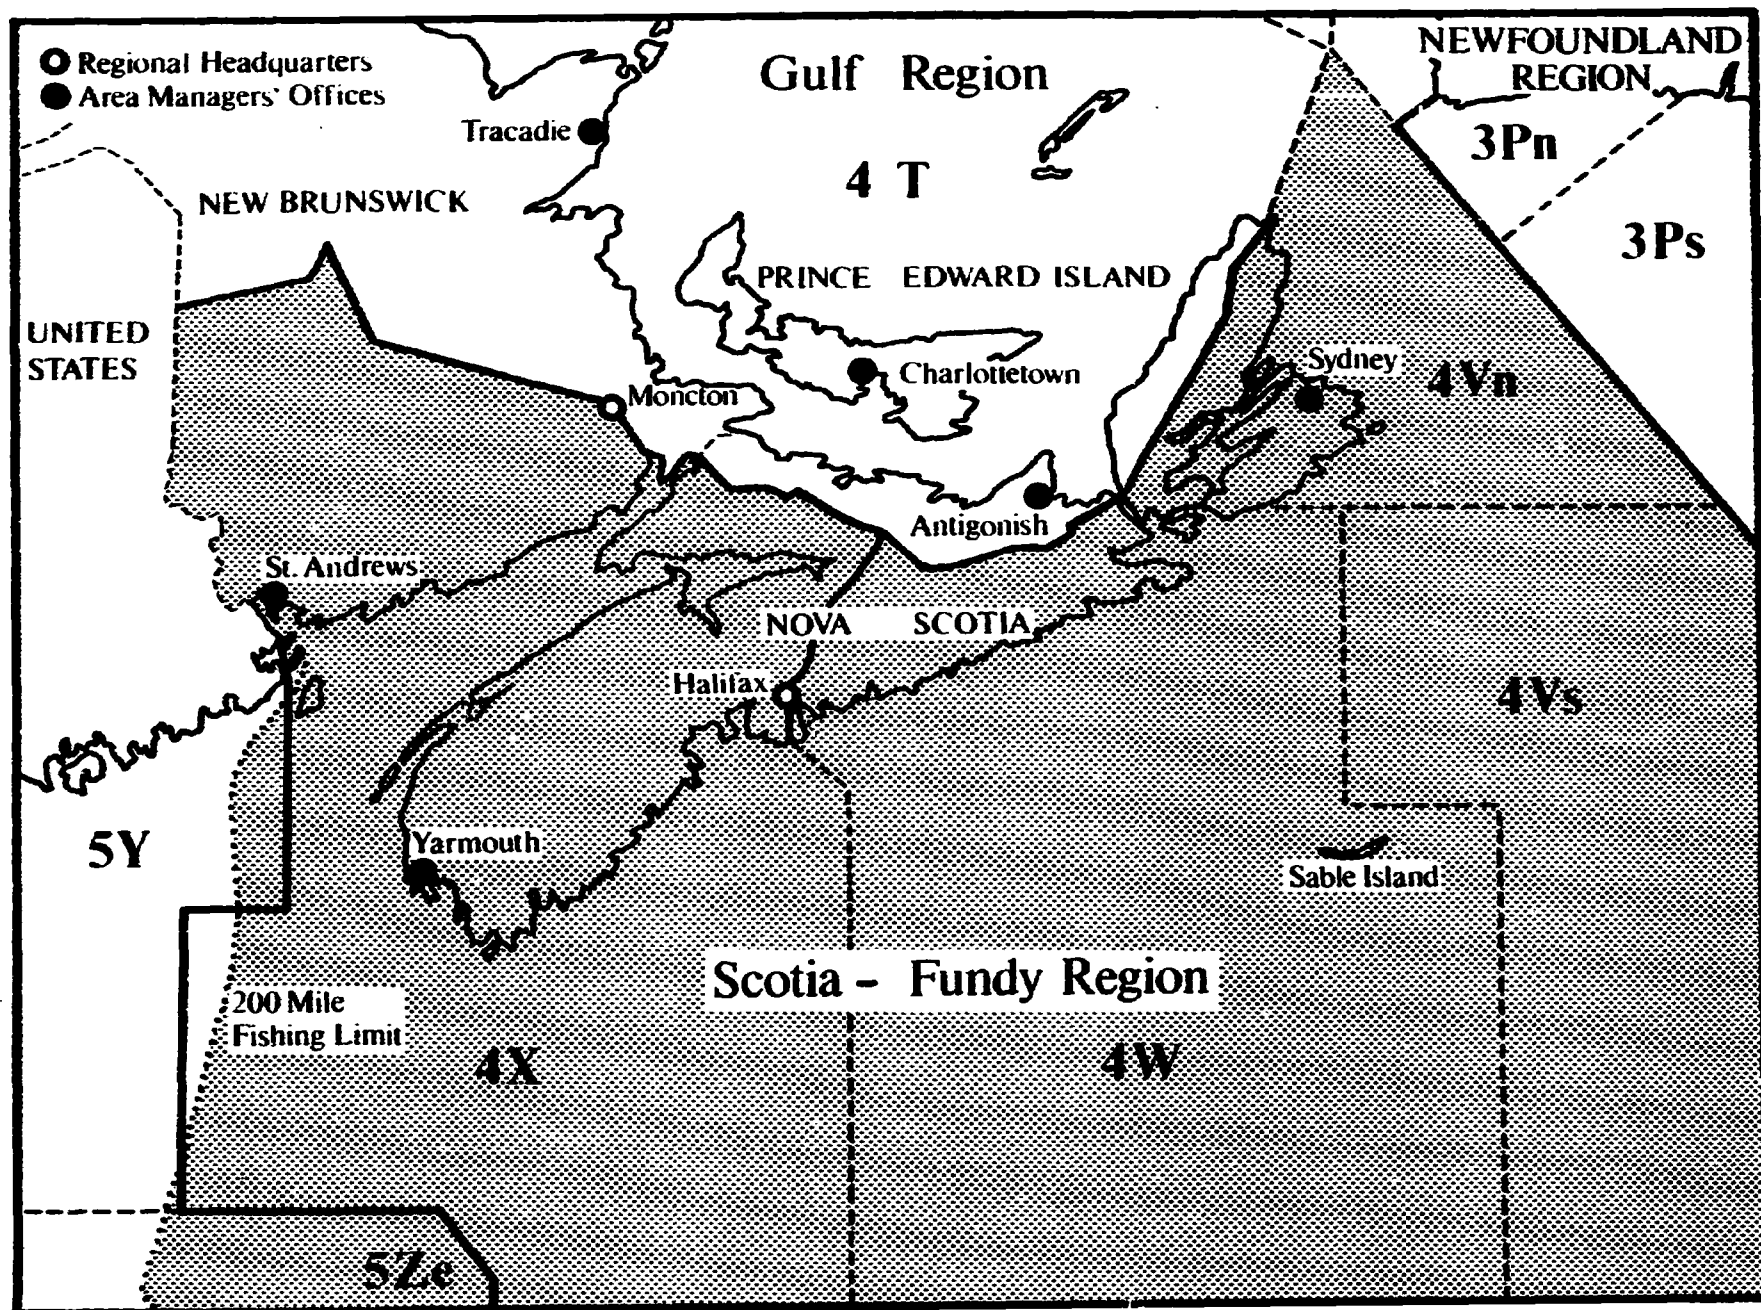 Regional Headquarters
Area Managers' Offices
Gulf Region
NEWFOUNDLAND
REGION
Tracadie
3Pn
4 T
NEW BRUNSWICK
3Ps
PRINCE EDWARD ISLAND
UNITED
STATES
Sydney
Charlottetown
4Vn
Moncton
Antigonish
St. Andrews
NOVA SCOTIA
Halifax
4Vs
Yarmouth
5Y
Sable Island
Scotia - Fundy Region
200 Mile
Fishing Limit
4X
4W
5Ze